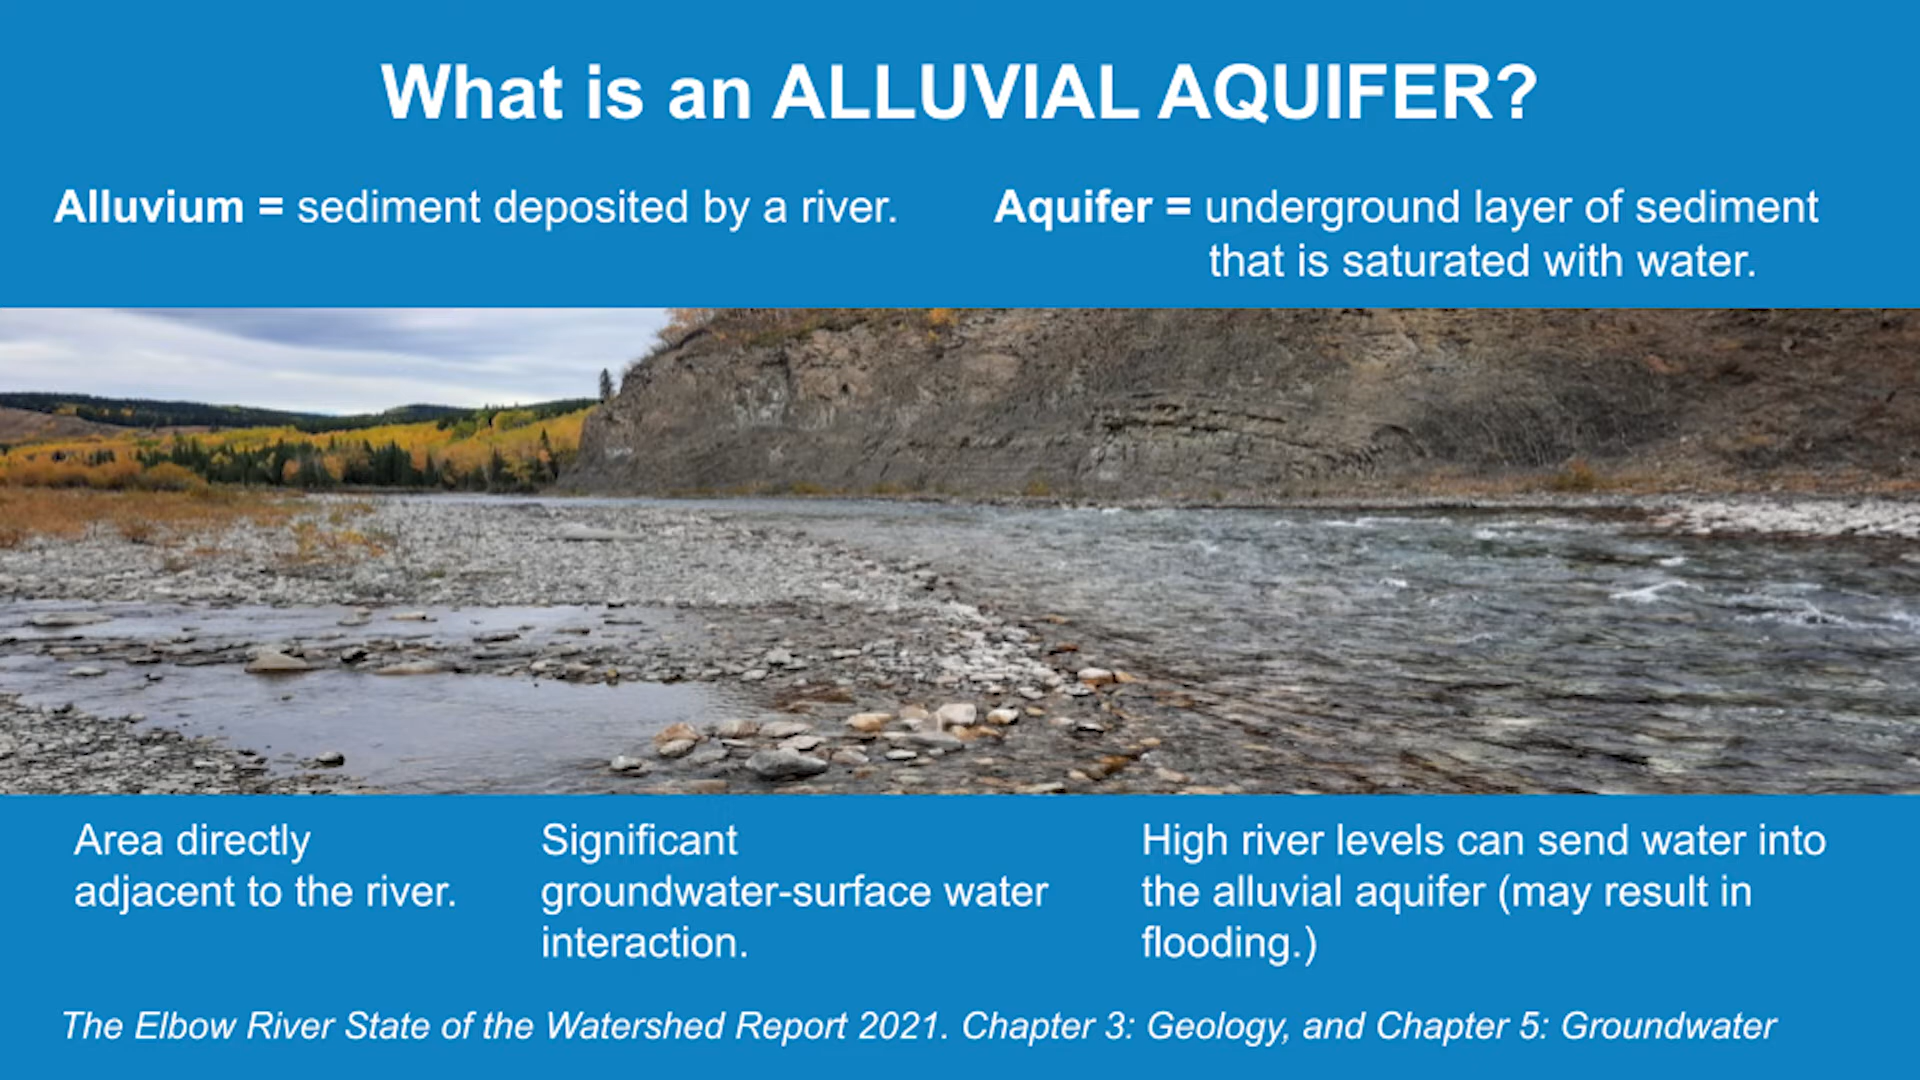 What is an ALLUVIAL AQUIFER?
Alluvium = sediment deposited by a river.
Aquifer = underground layer of sediment
that is saturated with water.
Area directly
adjacent to the river.
Significant
groundwater-surface water
interaction.
High river levels can send water into
the alluvial aquifer (may result in
flooding.)
The Elbow River State of the Watershed Report 2021. Chapter 3: Geology, and Chapter 5: Groundwater